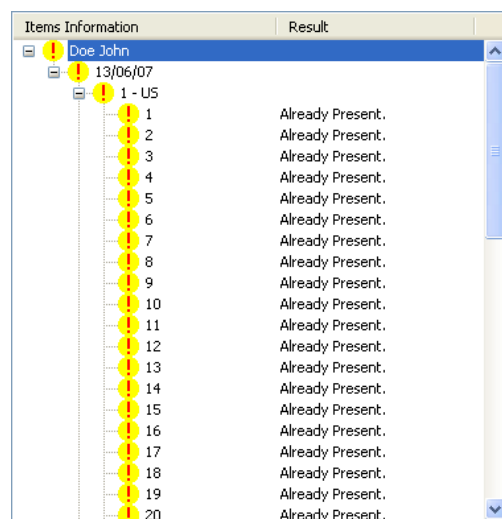 Items Information Result
Doe John
13/06/07
1 - US
1 Already Present.
2 Already Present.
3 Already Present.
4 Already Present.
5 Already Present.
6 Already Present.
7 Already Present.
8 Already Present.
9 Already Present.
10 Already Present.
11 Already Present.
12 Already Present.
13 Already Present.
14 Already Present.
15 Already Present.
16 Already Present.
17 Already Present.
18 Already Present.
19 Already Present.
20 Already Present.